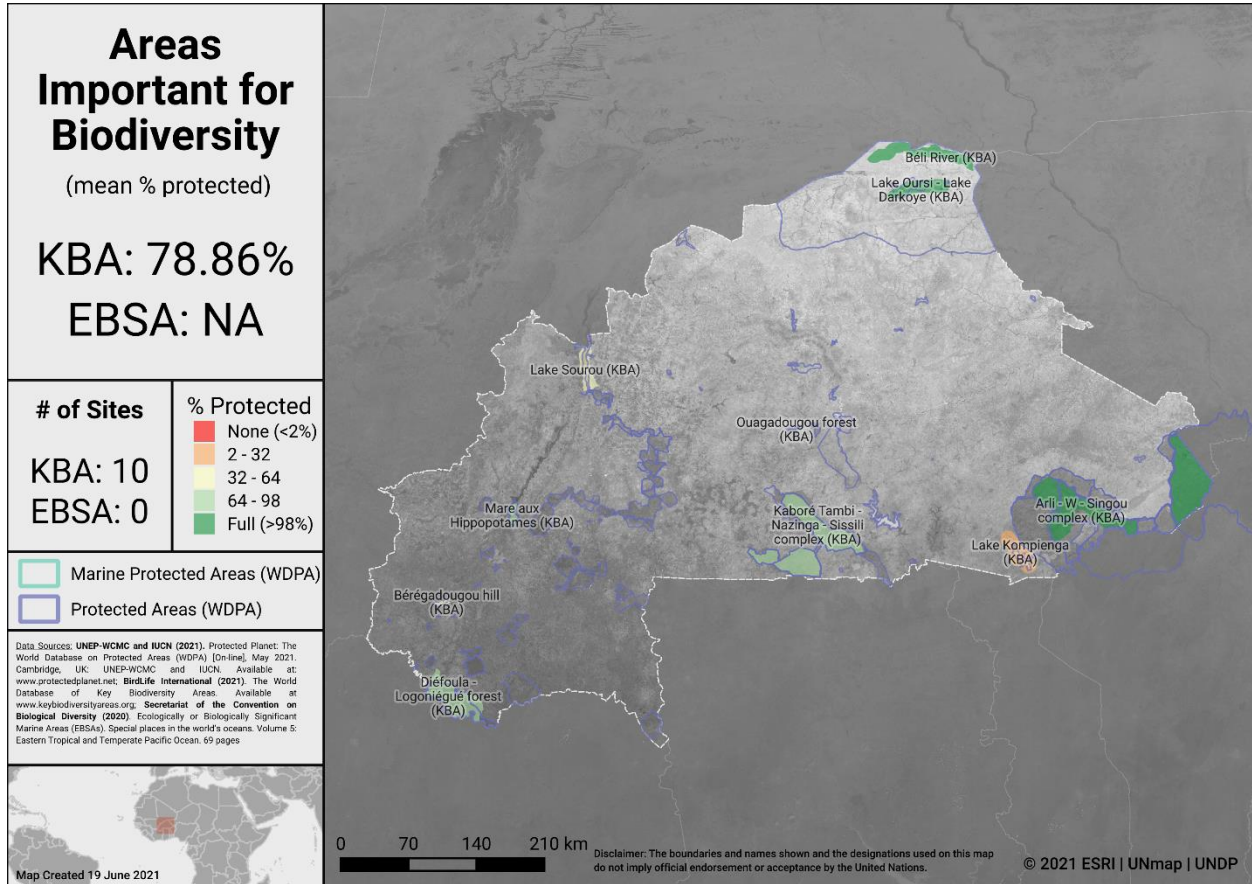 Areas
Important for
Biodiversity
(mean % protected)
KBA: 78.86%
EBSA: NA
# of Sites
KBA: 10
EBSA: 0
% Protected
None (<2%)
2 - 32
32 - 64
64 - 98
Full (>98%)
Marine Protected Areas (WDPA)
Protected Areas (WDPA)
Data Sources: UNEP-WCMC and IUCN (2021). Protected Planet: The
World Database on Protected Areas (WDPA) [On-line], May 2021.
Cambridge, UK: UNEP-WCMC and IUCN. Available at:
www.protectedplanet.net; BirdLife International (2021). The World
Database of Key Biodiversity Areas. Available at
www.keybiodiversityareas.org; Secretariat of the Convention on
Biological Diversity (2020). Ecologically or Biologically Significant
Marine Areas (EBSAs). Special places in the world's oceans. Volume 5:
Eastern Tropical and Temperate Pacific Ocean. 69 pages
Map Created 19 June 2021
Béli River (KBA)
Lake Oursi - Lake
Darkoye (KBA)
Lake Sourou (KBA)
Ouagadougou forest
(KBA)
Mare aux
Hippopotames (KBA)
Kaboré Tambi -
Nazinga - Sissili
complex (KBA)
Arli - W - Singou
complex (KBA)
Lake Kompienga
(KBA)
Bérégadougou hill
(KBA)
Diéfoula -
Logoniégué forest
(KBA)
0 70 140 210 km
Disclaimer: The boundaries and names shown and the designations used on this map
do not imply official endorsement or acceptance by the United Nations.
© 2021 ESRI | UNmap | UNDP